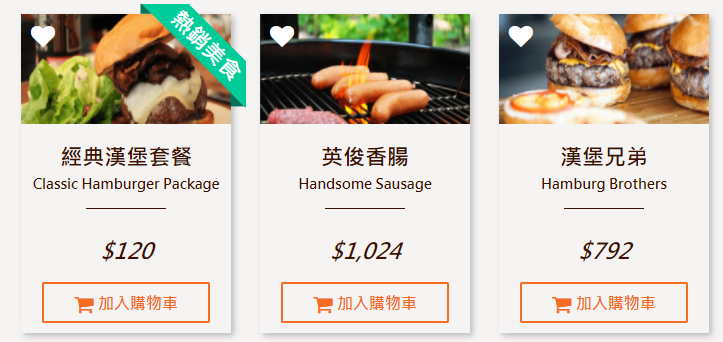 熱銷美食
經典漢堡套餐
Classic Hamburger Package
$120
加入購物車
英俊香腸
Handsome Sausage
$1,024
加入購物車
漢堡兄弟
Hamburg Brothers
$792
加入購物車